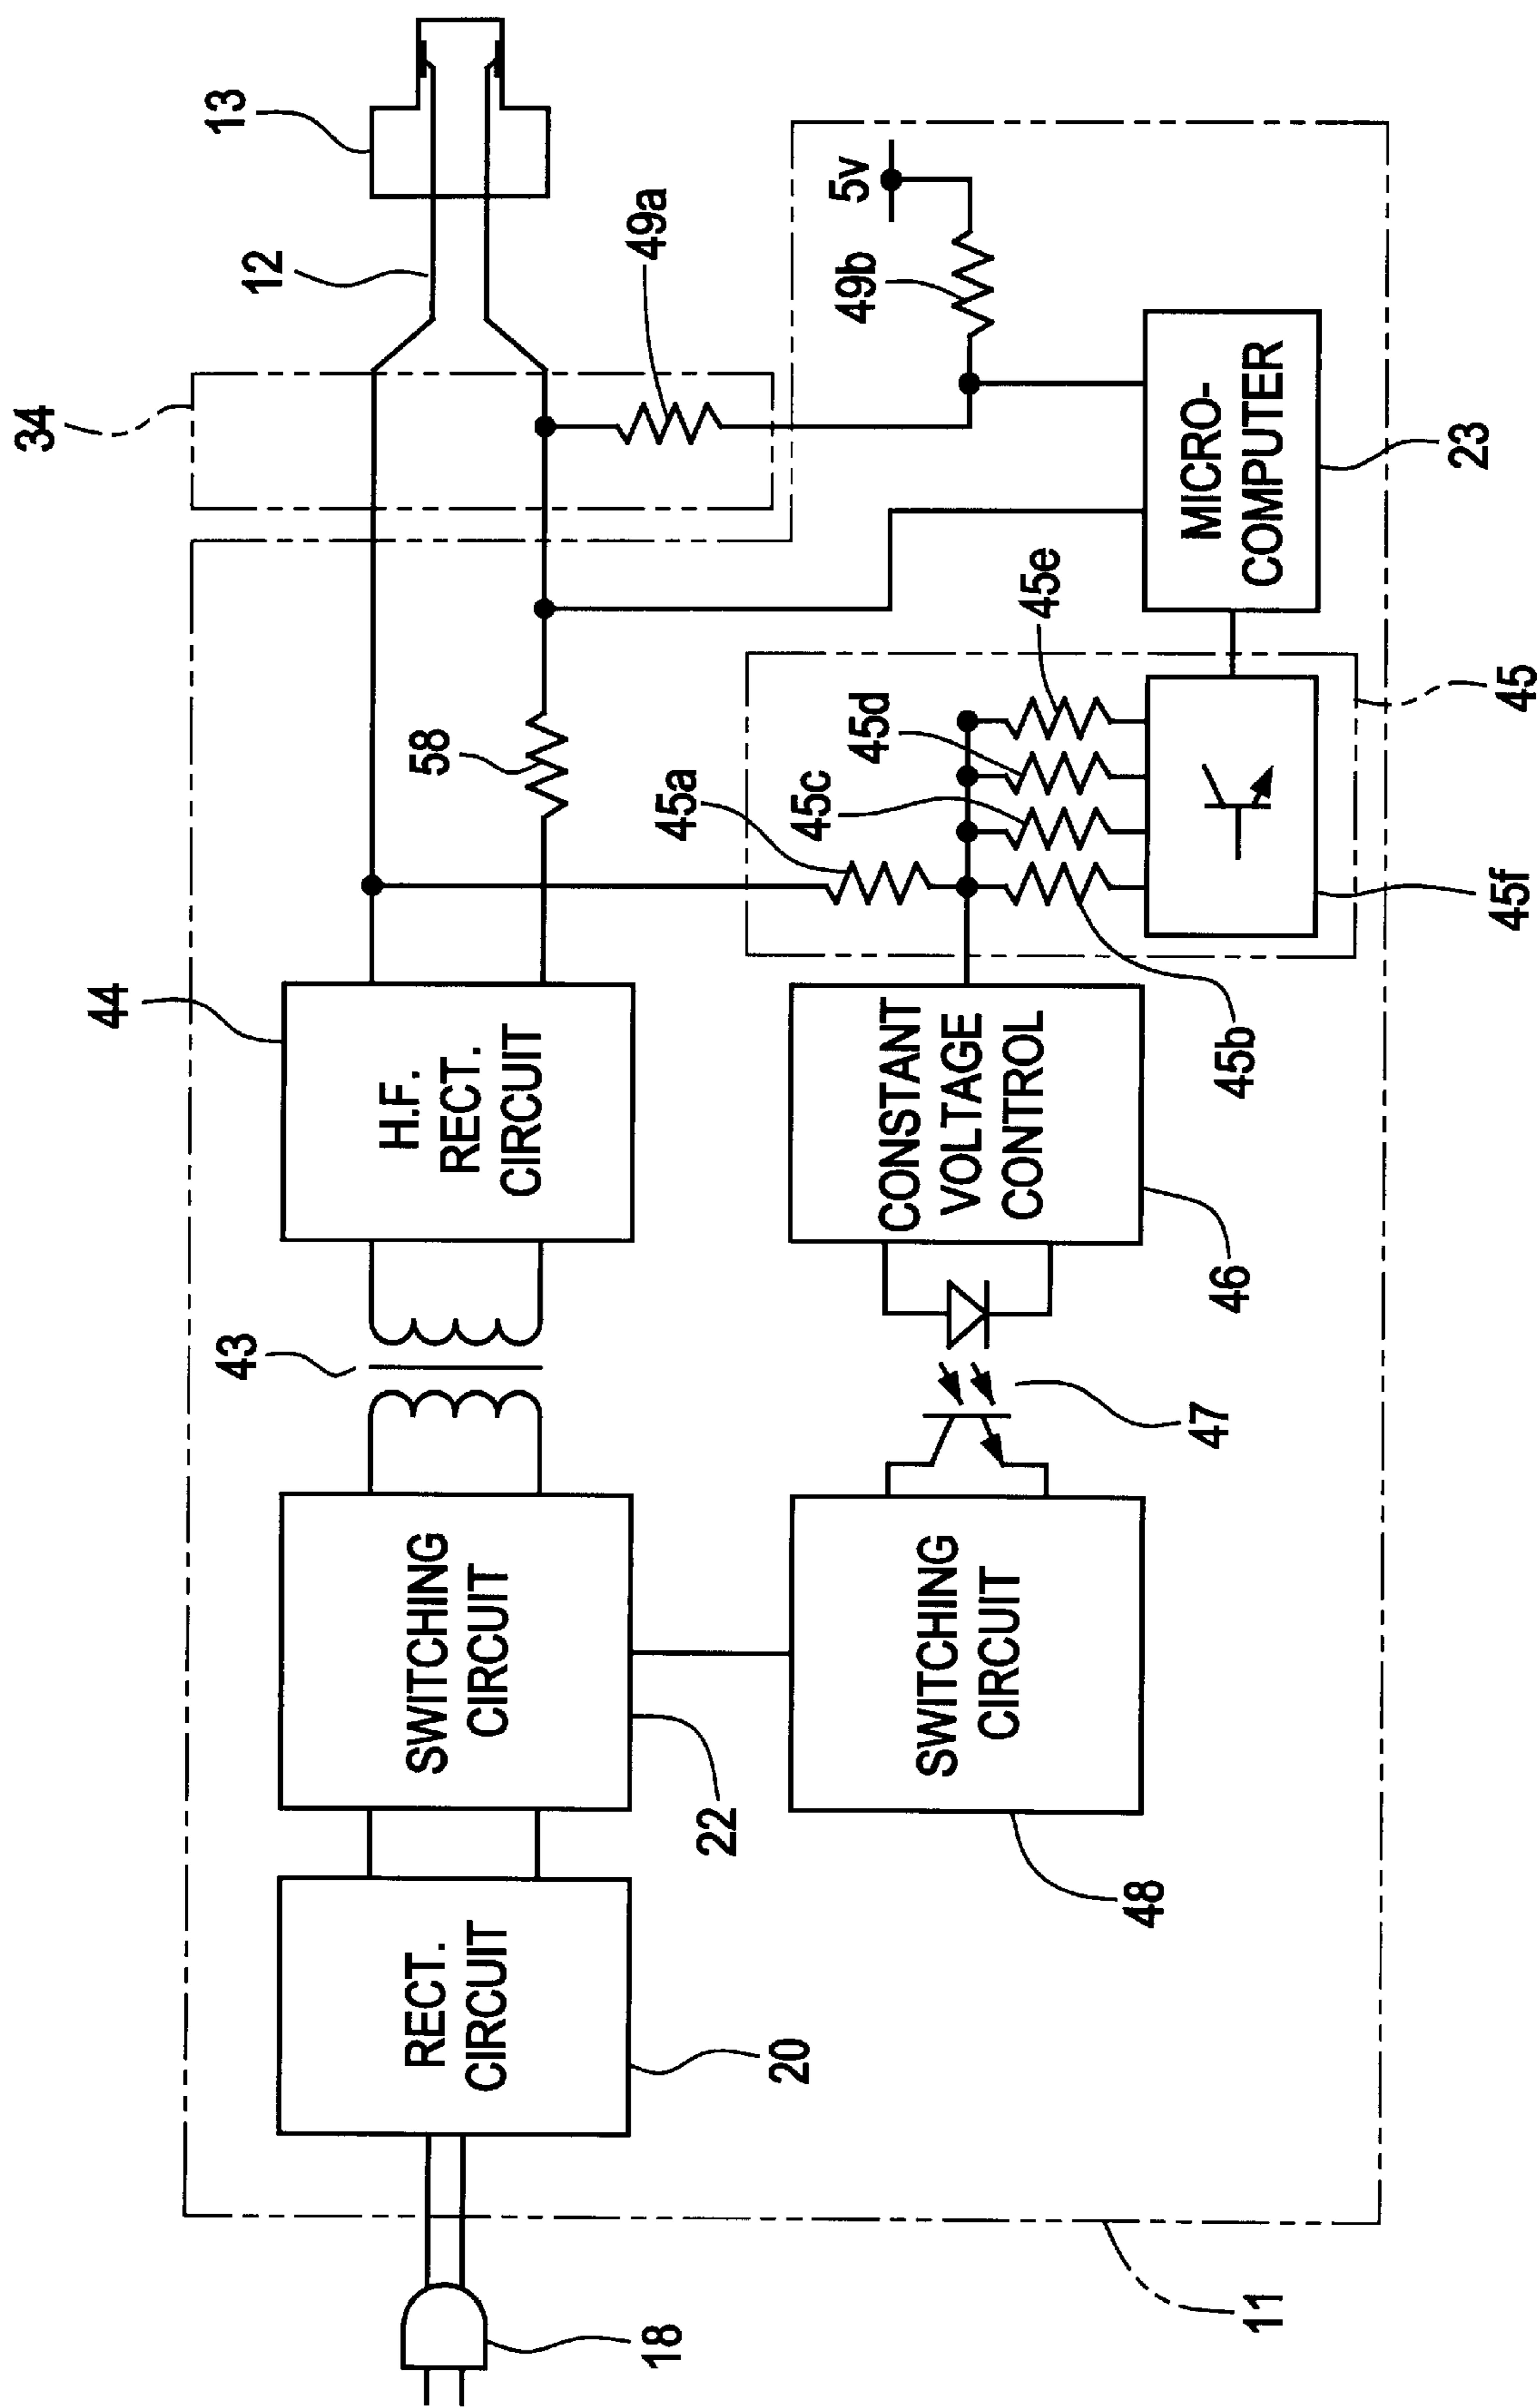 13
12
34
49a
5v
49b
MICRO-
COMPUTER
23
58
45a
45c
45d
45e
45
45f
45b
44
H.F.
RECT.
CIRCUIT
CONSTANT
VOLTAGE
CONTROL
46
43
47
SWITCHING
CIRCUIT
22
SWITCHING
CIRCUIT
48
RECT.
CIRCUIT
20
18
11